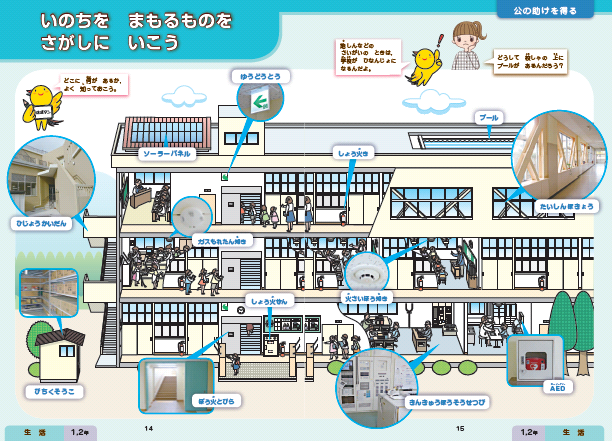 いのちを まもるものを
さがしに いこう
公の助けを得る
どこに、何が あるか、
よく 知っておこう。
地しんなどの
さいがいの ときは、
学校が ひなんじょに
なるんだよ。
どうして 校しゃの 上に
プールが あるんだろう？
ゆうどうとう
ソーラーパネル
しょう火き
プール
ひじょうかいだん
ガスもれたん知き
たいしんほきょう
しょう火せん
火さいほう知き
びちくそうこ
ぼう火とびら
きんきゅうほうそうせつび
AED
生 活
1,2年
14
15
1,2年
生 活